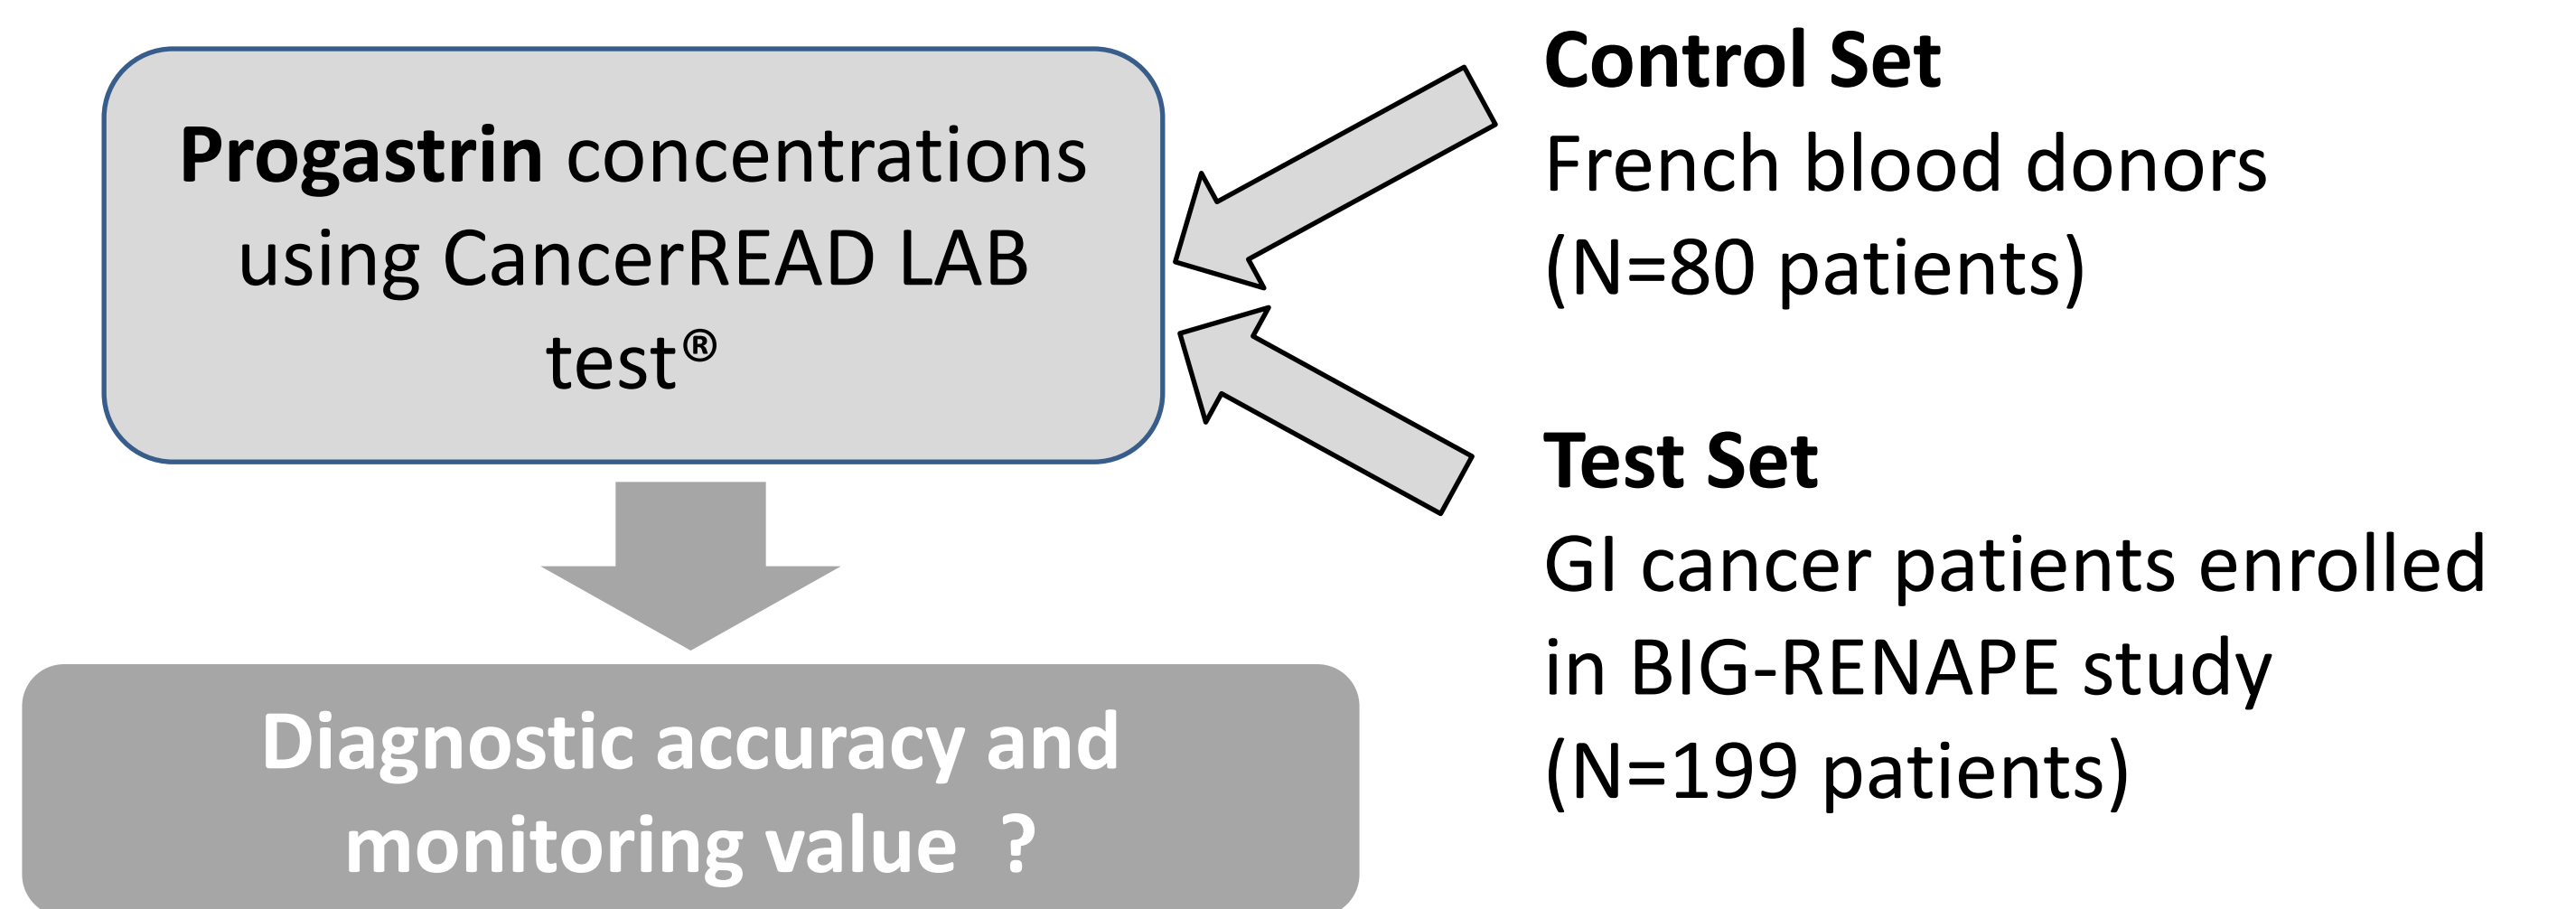 Progastrin concentrations
using CancerREAD LAB
test®
Control Set
French blood donors
(N=80 patients)
Test Set
GI cancer patients enrolled
in BIG-RENAPE study
(N=199 patients)
Diagnostic accuracy and
monitoring value ?